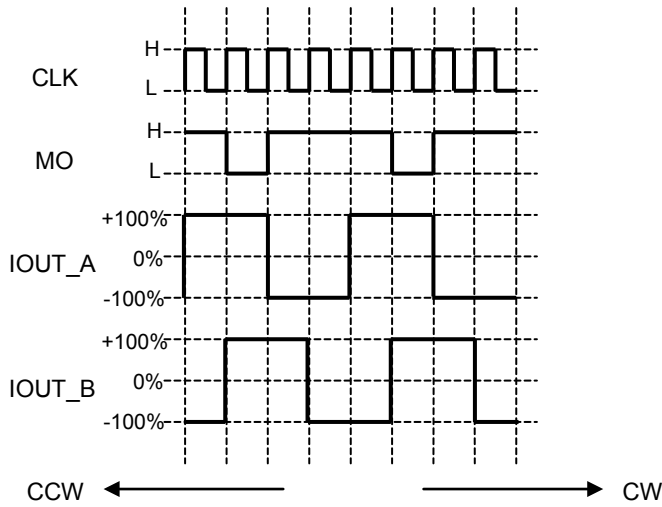 H
CLK
L
H
MO
L
+100%
IOUT_A
0%
-100%
+100%
IOUT_B
0%
-100%
CCW
CW